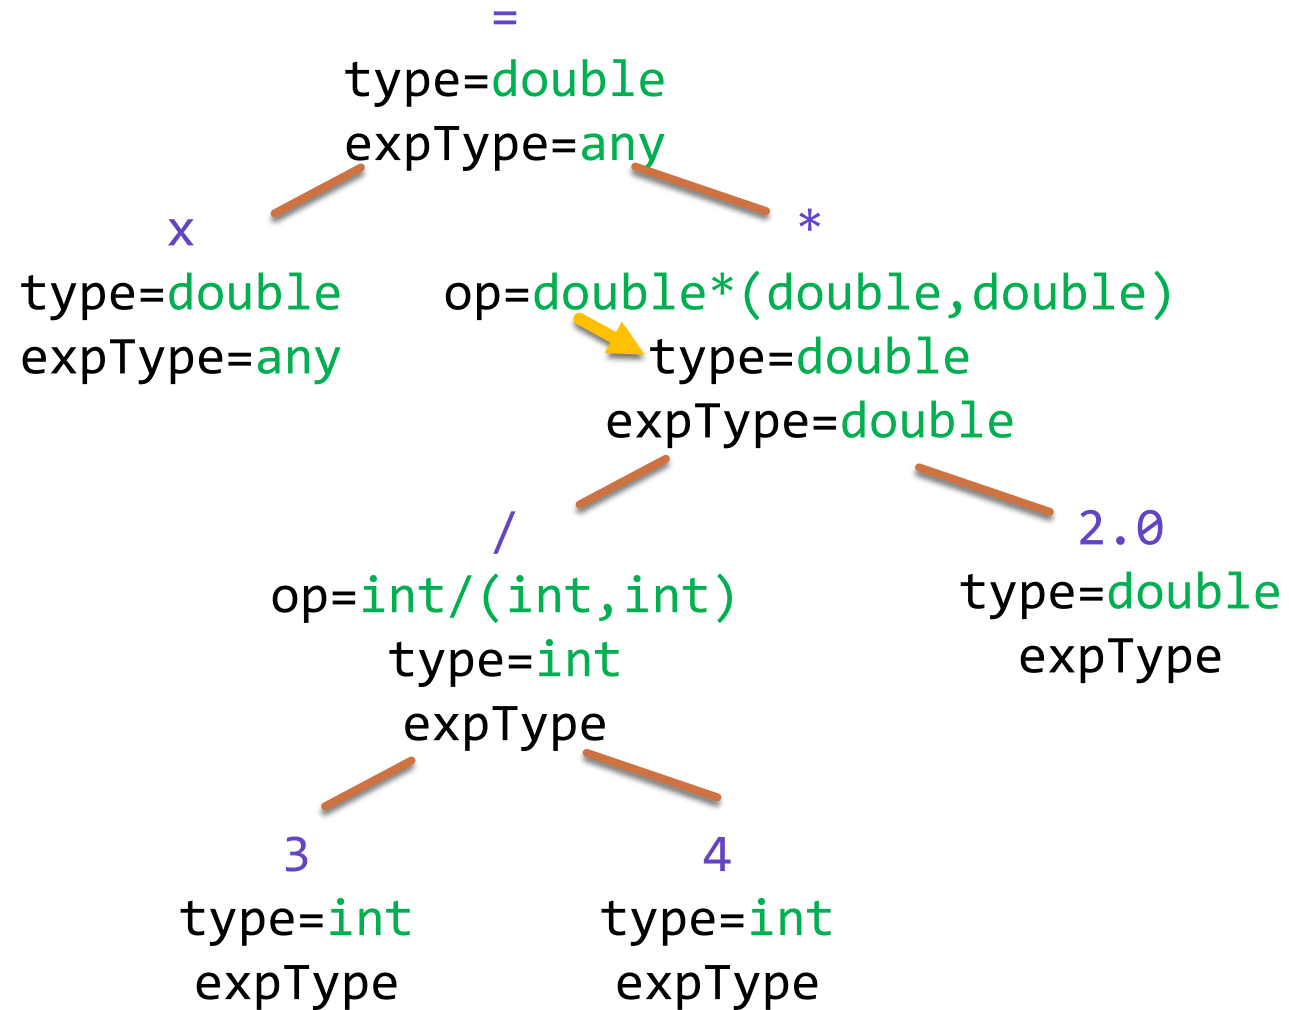 =
type=double
expType=any
x
type=double
expType=any
*
op=double*(double,double)
type=double
expType=double
/
op=int/(int,int)
type=int
expType
2.0
type=double
expType
3
type=int
expType
4
type=int
expType